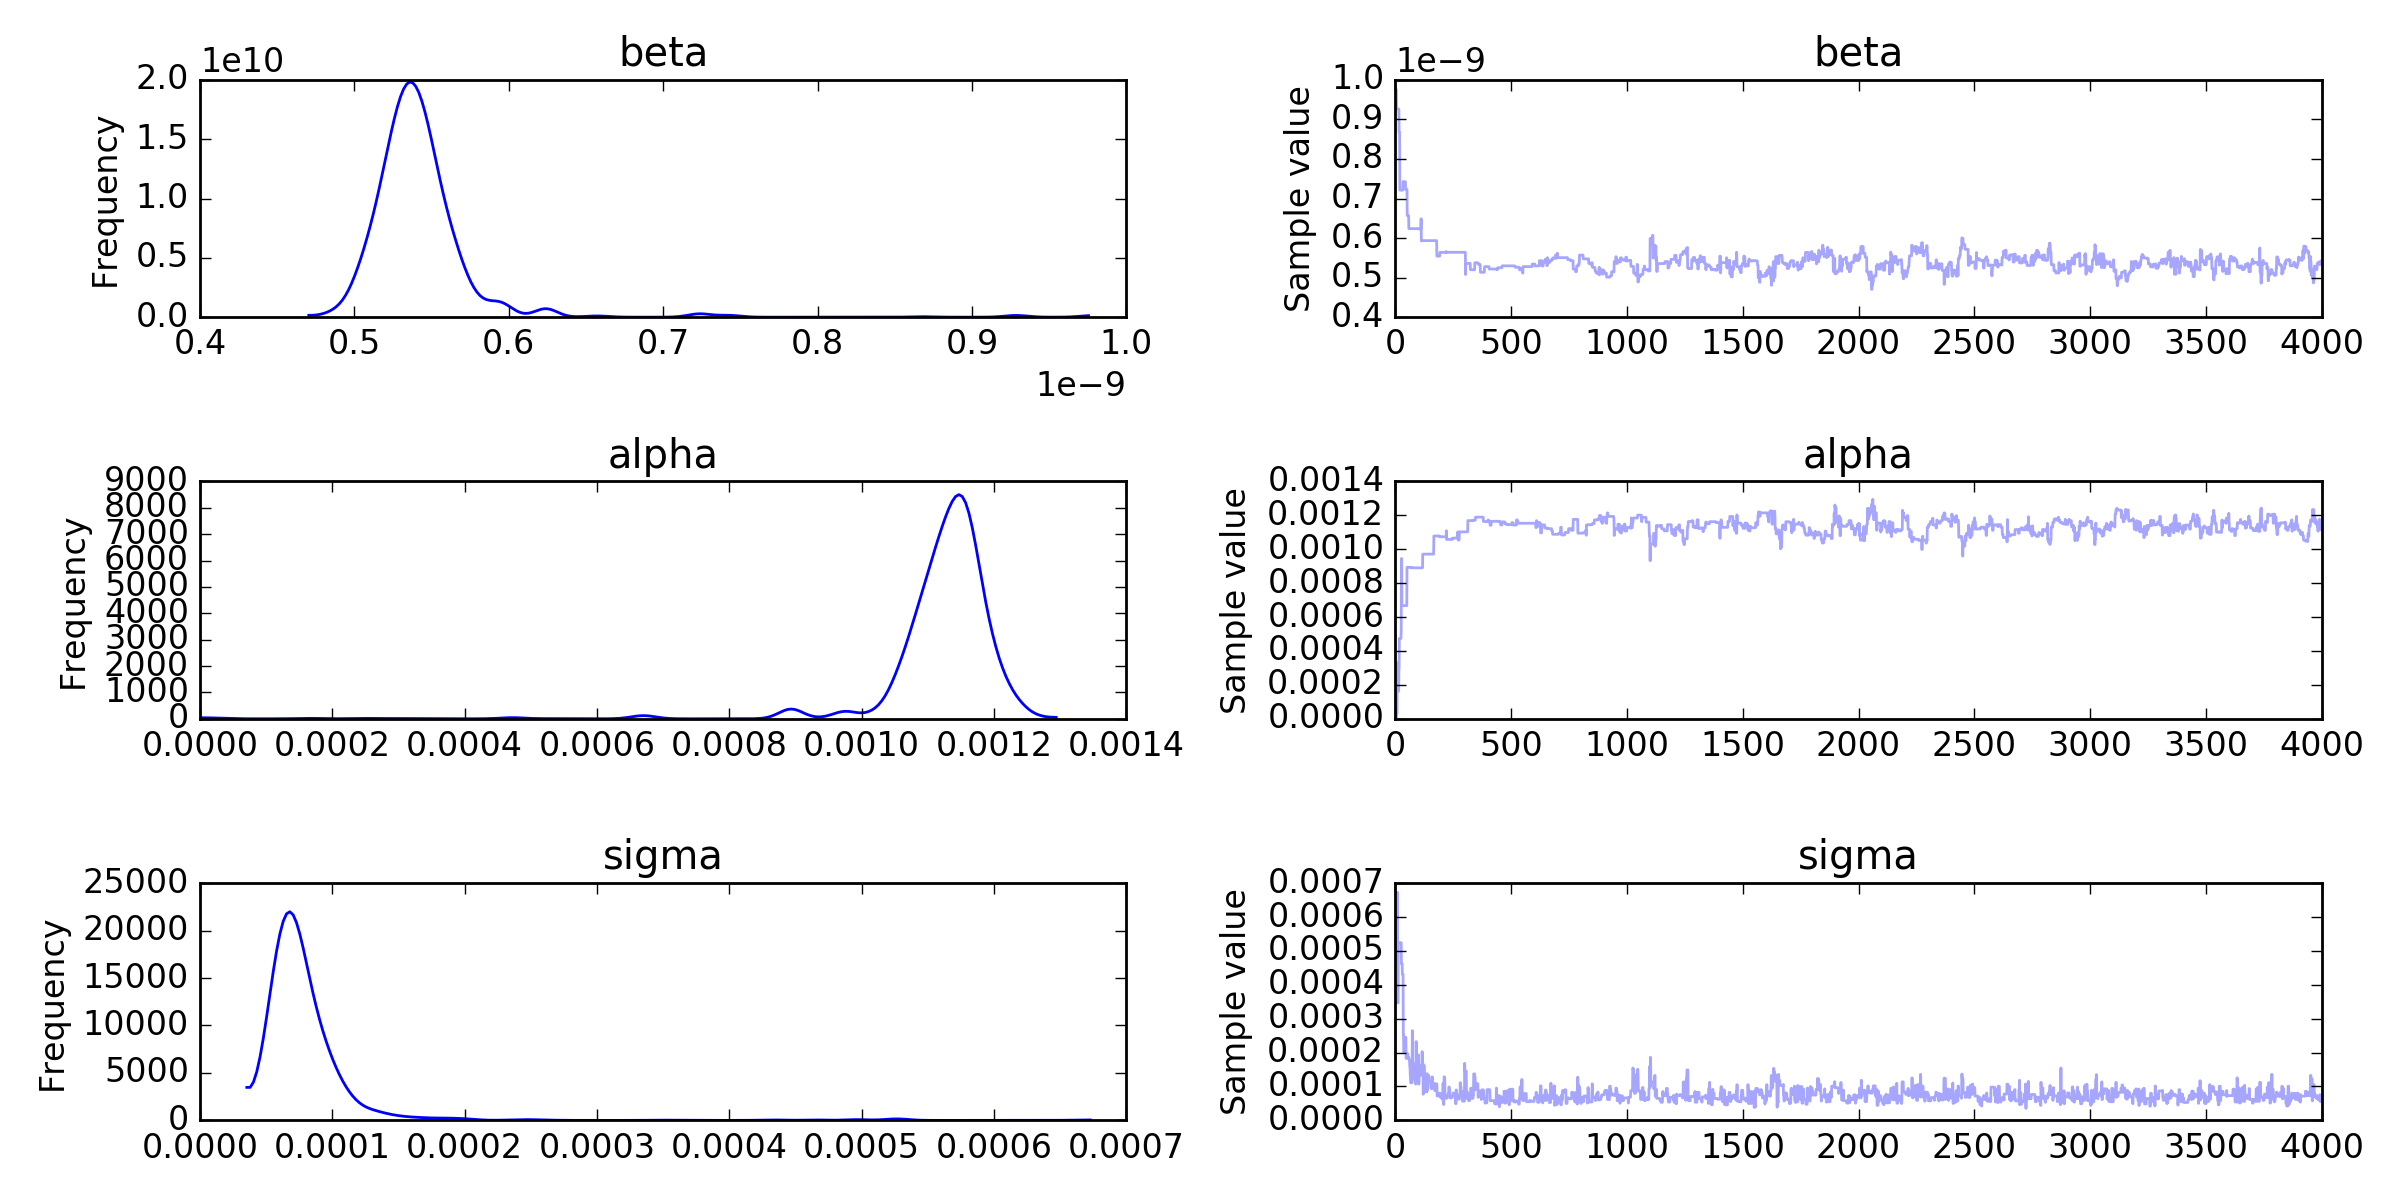 beta
1e10
2.0
1.5
1.0
0.5
0.0
Frequency
0.4 0.5 0.6 0.7 0.8 0.9 1.0
1e−9
beta
1e−9
1.0
0.9
0.8
0.7
0.6
0.5
0.4
Sample value
0 500 1000 1500 2000 2500 3000 3500 4000
alpha
9000
8000
7000
6000
5000
4000
3000
2000
1000
0
Frequency
0.0000 0.0002 0.0004 0.0006 0.0008 0.0010 0.0012 0.0014
alpha
0.0014
0.0012
0.0010
0.0008
0.0006
0.0004
0.0002
0.0000
Sample value
0 500 1000 1500 2000 2500 3000 3500 4000
sigma
25000
20000
15000
10000
5000
0
Frequency
0.0000 0.0001 0.0002 0.0003 0.0004 0.0005 0.0006 0.0007
sigma
0.0007
0.0006
0.0005
0.0004
0.0003
0.0002
0.0001
0.0000
Sample value
0 500 1000 1500 2000 2500 3000 3500 4000